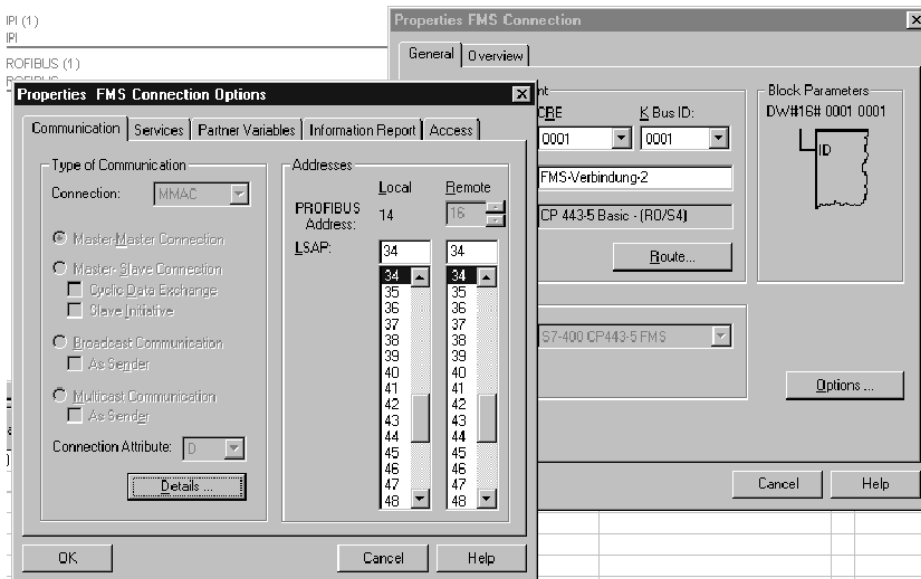 IPI (1)
IPI
ROFIBUS (1)
Properties FMS Connection
General Overview
CRE
K Bus ID:
0001
0001
FMS-Verbindung-2
CP 443-5 Basic - (R0/S4)
Route...
S7-400 CP443-5 FMS
Block Parameters
DW#16# 0001 0001
ID
Options ...
Cancel Help
Properties FMS Connection Options
Communication Services Partner Variables Information Report Access
Type of Communication
Connection: MMAC
Master-Master Connection
Master-Slave Connection
Cyclic Data Exchange
Slave Initiative
Broadcast Communication
As Sender
Multicast Communication
As Sender
Connection Attribute: D
Details ...
Addresses
Local Remote
PROFIBUS Address: 14 16
LSAP: 34 34
34 34
35 35
36 36
37 37
38 38
39 39
40 40
41 41
42 42
43 43
44 44
45 45
46 46
47 47
48 48
OK Cancel Help